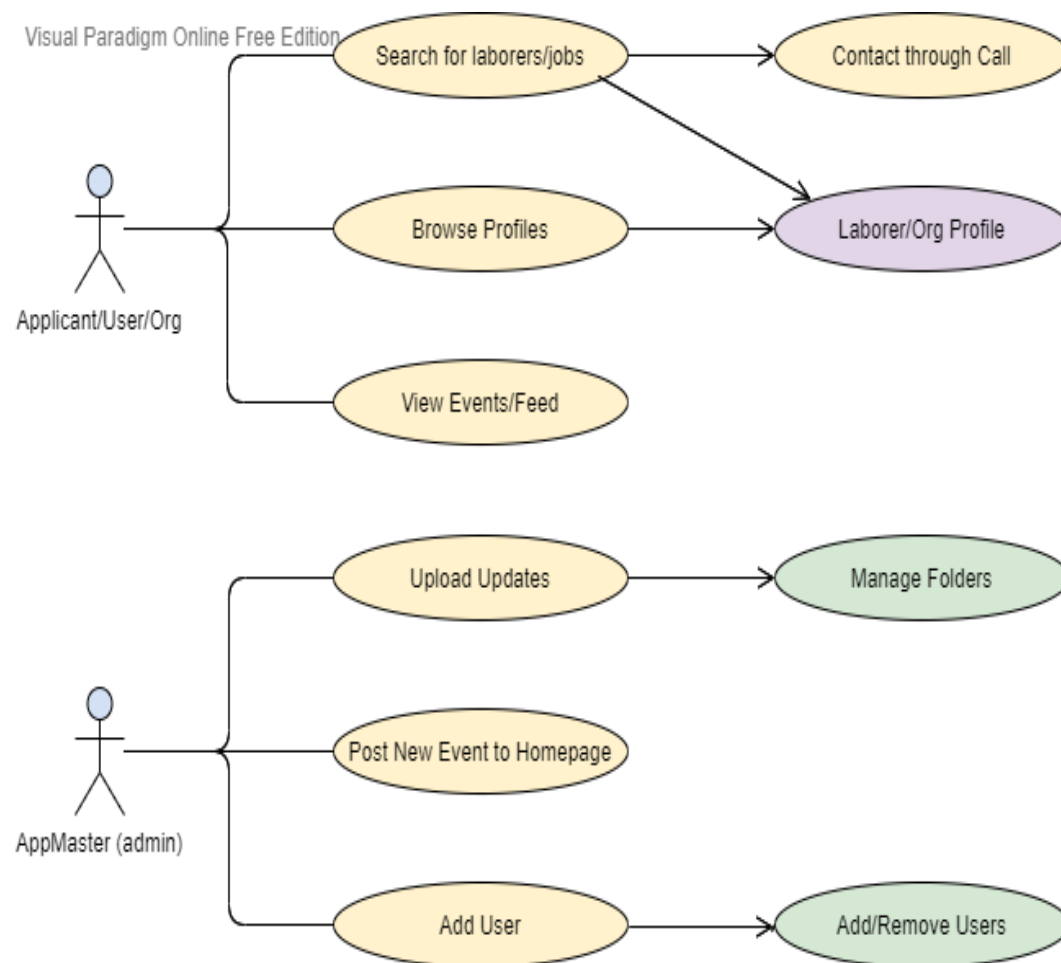 Visual Paradigm Online Free Edition
Search for laborers/jobs
Contact through Call
Browse Profiles
Laborer/Org Profile
Applicant/User/Org
View Events/Feed
Upload Updates
Manage Folders
Post New Event to Homepage
AppMaster (admin)
Add User
Add/Remove Users